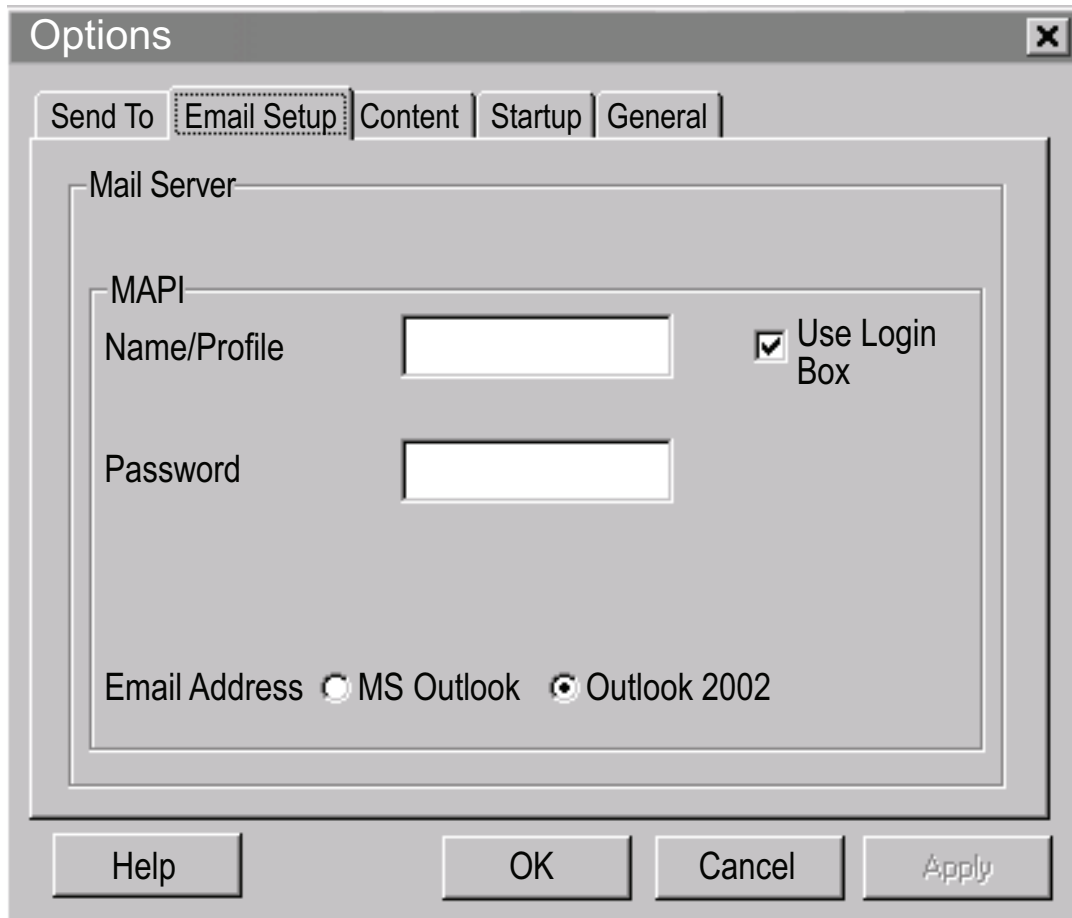 Options
Send To Email Setup Content Startup General
Mail Server
MAPI
Name/Profile
Use Login
Box
Password
Email Address MS Outlook Outlook 2002
Help OK Cancel Apply